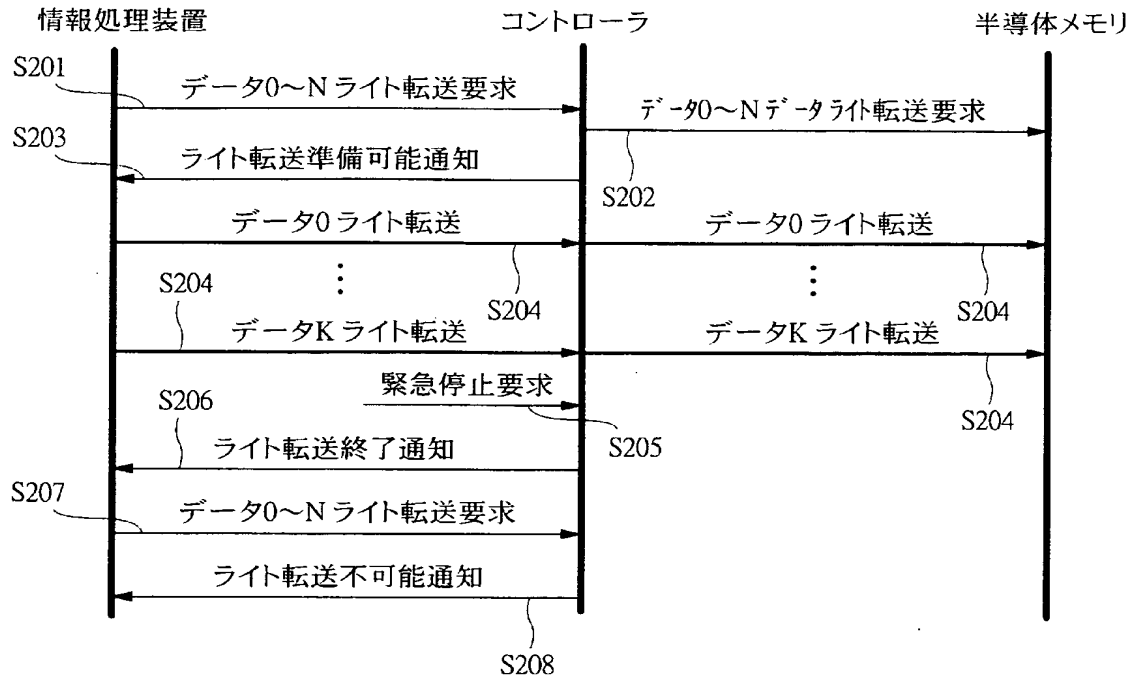 情報処理装置
コントローラ
半導体メモリ
S201
データ0～Nライト転送要求
データ0～Nデータライト転送要求
S203
ライト転送準備可能通知
S202
データ0ライト転送
データ0ライト転送
S204
⋮
S204
⋮
S204
データKライト転送
データKライト転送
緊急停止要求
S206
S205
S204
ライト転送終了通知
S207
データ0～Nライト転送要求
ライト転送不可能通知
S208